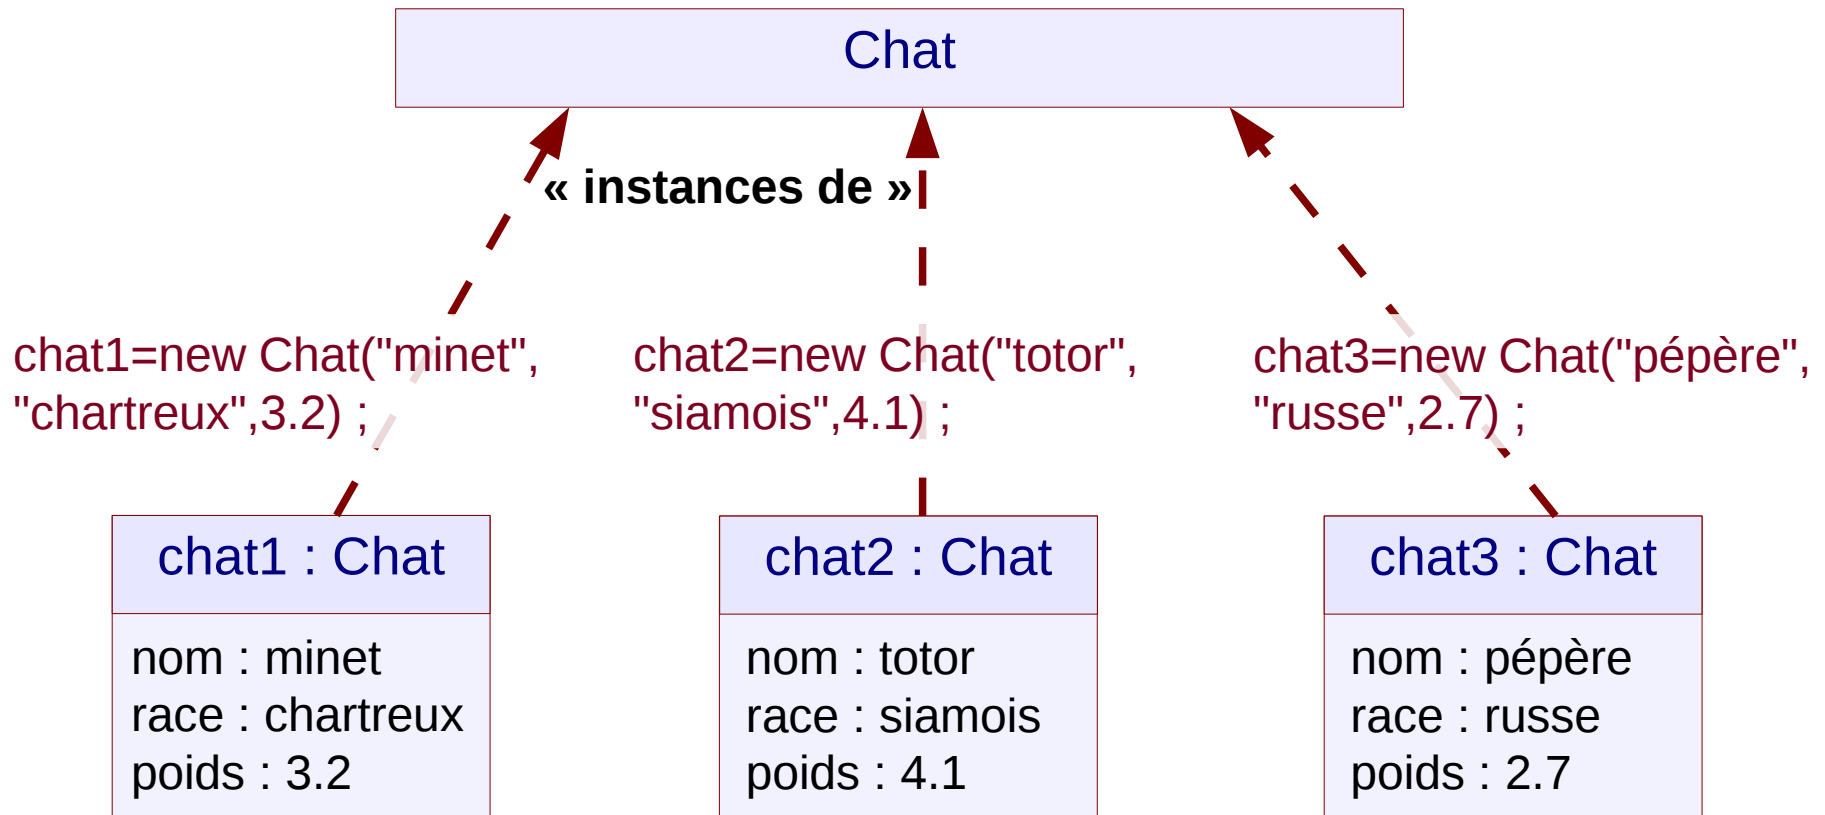 Chat
« instances de »
chat1=new Chat("minet",
"chartreux",3.2) ;
chat2=new Chat("totor",
"siamois",4.1) ;
chat3=new Chat("pépère",
"russe",2.7) ;
chat1 : Chat
nom : minet
race : chartreux
poids : 3.2
chat2 : Chat
nom : totor
race : siamois
poids : 4.1
chat3 : Chat
nom : pépère
race : russe
poids : 2.7